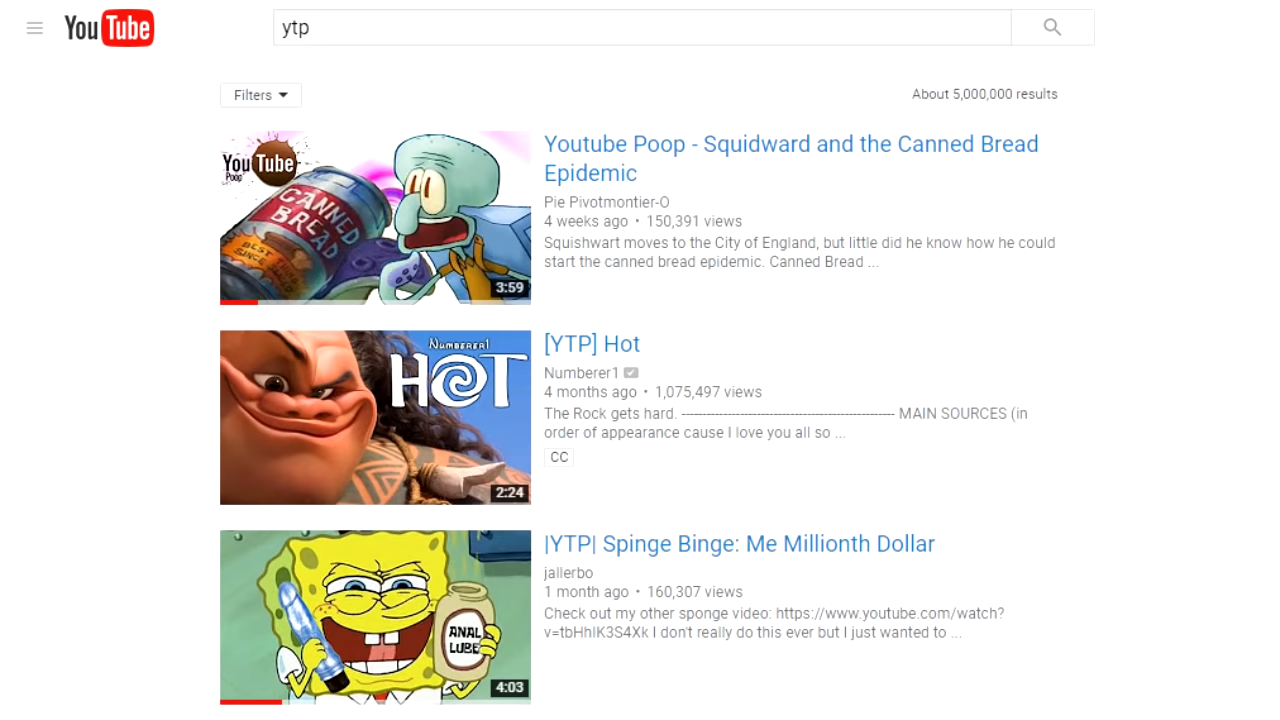 YouTube
ytp
Filters
About 5,000,000 results
YouTube
Poop
CANNED
BREAD
BEST
SINCE
3:59
Youtube Poop - Squidward and the Canned Bread
Epidemic
Pie Pivotmontier-O
4 weeks ago • 150,391 views
Squishwart moves to the City of England, but little did he know how he could
start the canned bread epidemic. Canned Bread ...
Numberer1
HOT
2:24
[YTP] Hot
Numberer1
4 months ago • 1,075,497 views
The Rock gets hard. --------------------------------------------------- MAIN SOURCES (in
order of appearance cause I love you all so ...
CC
ANAL
LUBE
4:03
|YTP| Spinge Binge: Me Millionth Dollar
jallerbo
1 month ago • 160,307 views
Check out my other sponge video: https://www.youtube.com/watch?
v=tbHhIK3S4Xk I don't really do this ever but I just wanted to ...